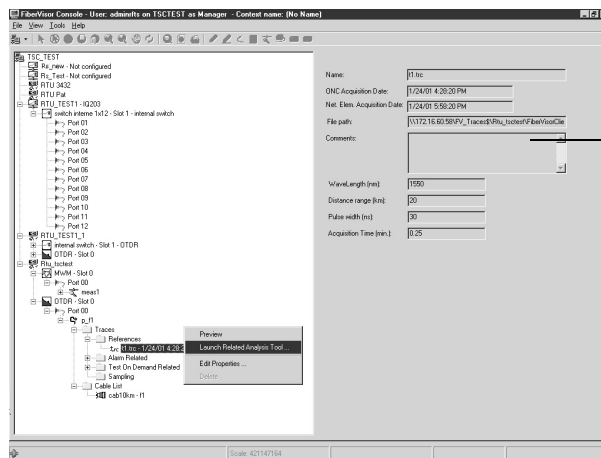 FiberVisor Console - User: adminfts on TSCTEST as Manager - Context name: (No Name)
File View Tools Help
TSC_TEST
Rs_new - Not configured
Rs_Test - Not configured
RTU 3432
RTU Pat
RTU_TEST1 - IQ203
switch interne 1x12 - Slot 1 - internal switch
Port 01
Port 02
Port 03
Port 04
Port 05
Port 06
Port 07
Port 08
Port 09
Port 10
Port 11
Port 12
RTU_TEST1_1
internal switch - Slot 1 - OTDR
OTDR - Slot 0
Rtu_tsctest
MWM - Slot 0
Port 00
meas1
OTDR - Slot 0
Port 00
p_f1
Traces
References
t1.trc - 1/24/01 4:28:2
Alarm Related
Test On Demand Related
Sampling
Cable List
cab10km - f1
Preview
Launch Related Analysis Tool ...
Edit Properties ...
Delete
Name: t1.trc
ONC Acquisition Date: 1/24/01 4:28:20 PM
Net. Elem. Acquisition Date: 1/24/01 5:58:20 PM
File path: \\172.16.60.58\FV_Traces$\Rtu_tsctest\FiberVisorClie
Comments:
WaveLength (nm): 1550
Distance range (km): 20
Pulse width (ns): 30
Acquisition Time (min.): 0.25
Scale: 421147164